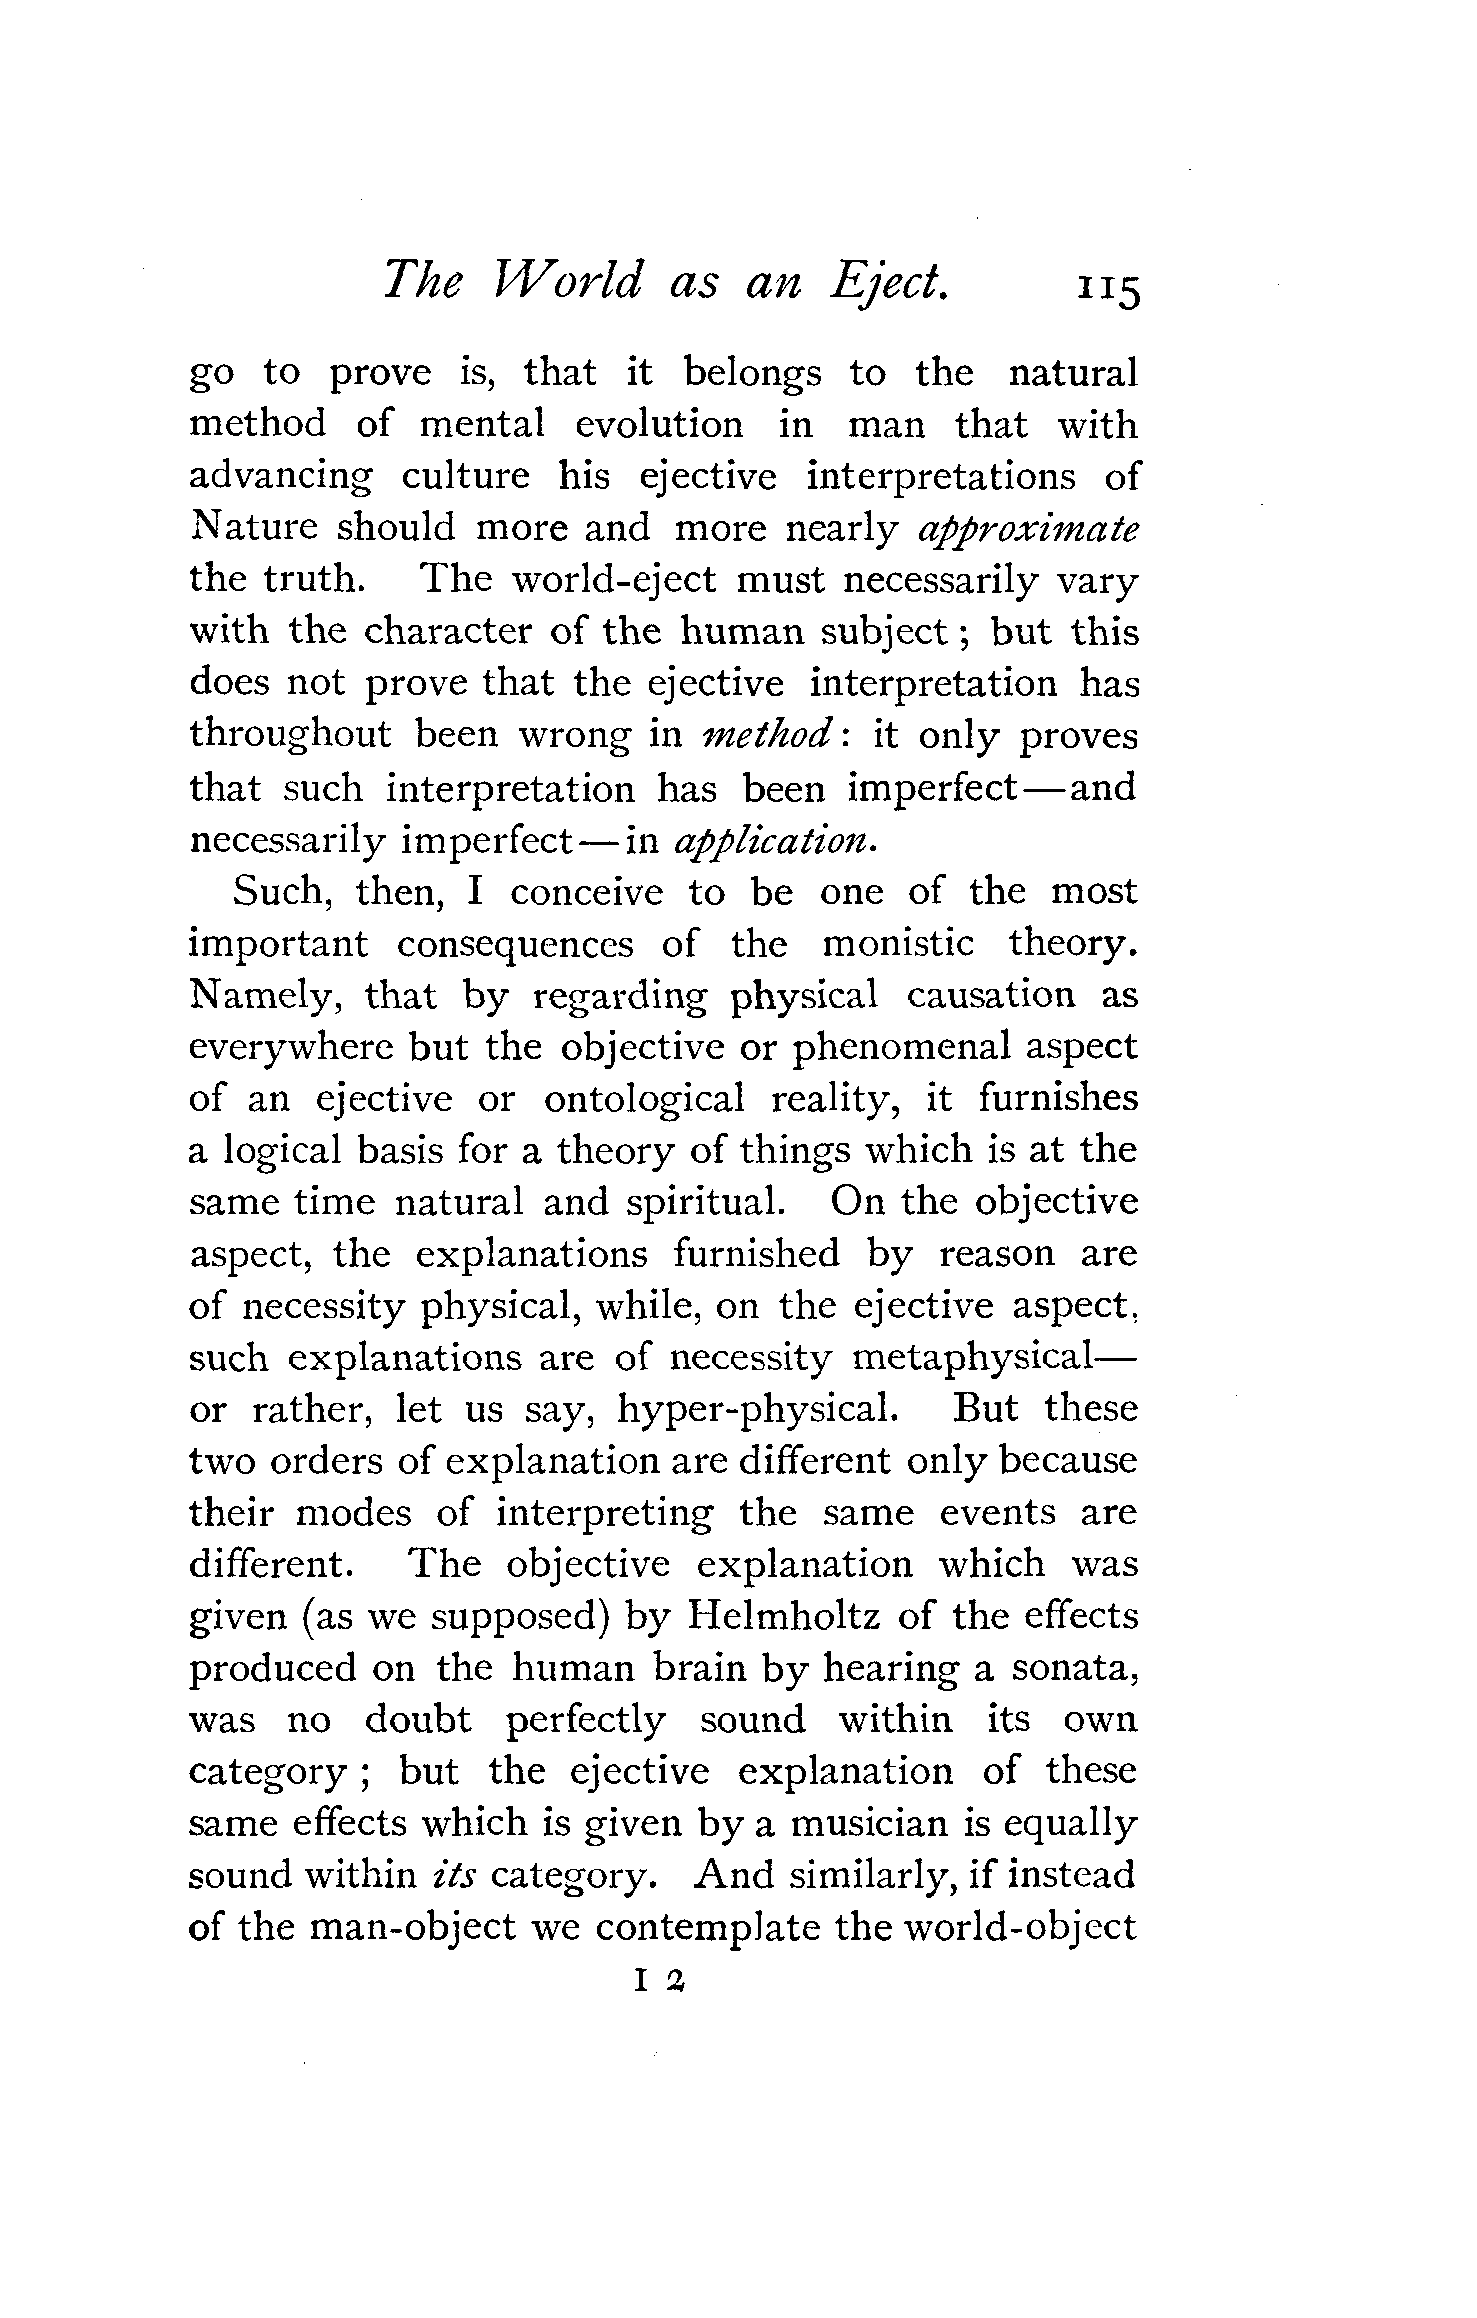 The World as an Eject. 115
go to prove is, that it belongs to the natural
method of mental evolution in man that with
advancing culture his ejective interpretations of
Nature should more and more nearly approximate
the truth. The world-eject must necessarily vary
with the character of the human subject ; but this
does not prove that the ejective interpretation has
throughout been wrong in method : it only proves
that such interpretation has been imperfect—and
necessarily imperfect—in application.
Such, then, I conceive to be one of the most
important consequences of the monistic theory.
Namely, that by regarding physical causation as
everywhere but the objective or phenomenal aspect
of an ejective or ontological reality, it furnishes
a logical basis for a theory of things which is at the
same time natural and spiritual. On the objective
aspect, the explanations furnished by reason are
of necessity physical, while, on the ejective aspect,
such explanations are of necessity metaphysical—
or rather, let us say, hyper-physical. But these
two orders of explanation are different only because
their modes of interpreting the same events are
different. The objective explanation which was
given (as we supposed) by Helmholtz of the effects
produced on the human brain by hearing a sonata,
was no doubt perfectly sound within its own
category ; but the ejective explanation of these
same effects which is given by a musician is equally
sound within its category. And similarly, if instead
of the man-object we contemplate the world-object
I 2